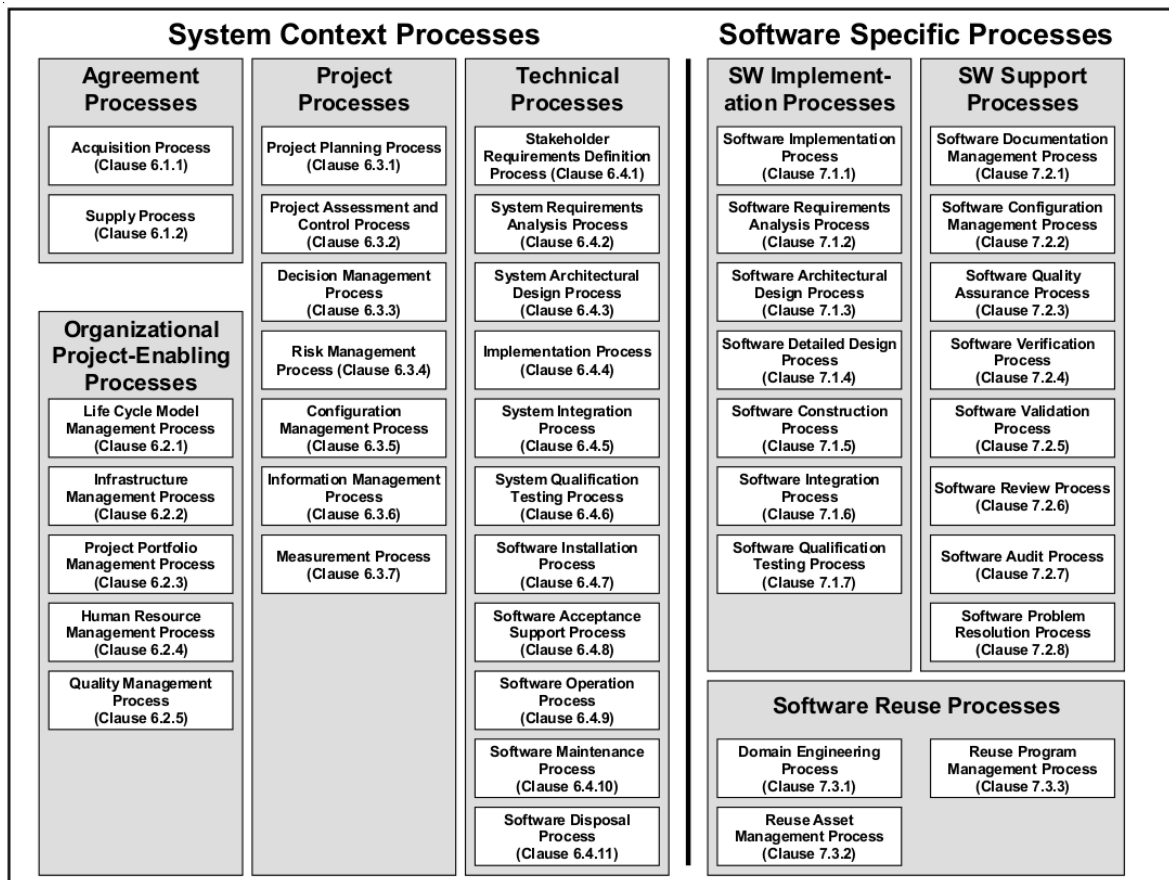 System Context Processes
Software Specific Processes
Agreement
Processes
Acquisition Process
(Clause 6.1.1)
Supply Process
(Clause 6.1.2)
Organizational
Project-Enabling
Processes
Life Cycle Model
Management Process
(Clause 6.2.1)
Infrastructure
Management Process
(Clause 6.2.2)
Project Portfolio
Management Process
(Clause 6.2.3)
Human Resource
Management Process
(Clause 6.2.4)
Quality Management
Process
(Clause 6.2.5)
Project
Processes
Project Planning Process
(Clause 6.3.1)
Project Assessment and
Control Process
(Clause 6.3.2)
Decision Management
Process
(Clause 6.3.3)
Risk Management
Process (Clause 6.3.4)
Configuration
Management Process
(Clause 6.3.5)
Information Management
Process
(Clause 6.3.6)
Measurement Process
(Clause 6.3.7)
Technical
Processes
Stakeholder
Requirements Definition
Process (Clause 6.4.1)
System Requirements
Analysis Process
(Clause 6.4.2)
System Architectural
Design Process
(Clause 6.4.3)
Implementation Process
(Clause 6.4.4)
System Integration
Process
(Clause 6.4.5)
System Qualification
Testing Process
(Clause 6.4.6)
Software Installation
Process
(Clause 6.4.7)
Software Acceptance
Support Process
(Clause 6.4.8)
Software Operation
Process
(Clause 6.4.9)
Software Maintenance
Process
(Clause 6.4.10)
Software Disposal
Process
(Clause 6.4.11)
SW Implement-
ation Processes
Software Implementation
Process
(Clause 7.1.1)
Software Requirements
Analysis Process
(Clause 7.1.2)
Software Architectural
Design Process
(Clause 7.1.3)
Software Detailed Design
Process
(Clause 7.1.4)
Software Construction
Process
(Clause 7.1.5)
Software Integration
Process
(Clause 7.1.6)
Software Qualification
Testing Process
(Clause 7.1.7)
SW Support
Processes
Software Documentation
Management Process
(Clause 7.2.1)
Software Configuration
Management Process
(Clause 7.2.2)
Software Quality
Assurance Process
(Clause 7.2.3)
Software Verification
Process
(Clause 7.2.4)
Software Validation
Process
(Clause 7.2.5)
Software Review Process
(Clause 7.2.6)
Software Audit Process
(Clause 7.2.7)
Software Problem
Resolution Process
(Clause 7.2.8)
Software Reuse Processes
Domain Engineering
Process
(Clause 7.3.1)
Reuse Asset
Management Process
(Clause 7.3.2)
Reuse Program
Management Process
(Clause 7.3.3)